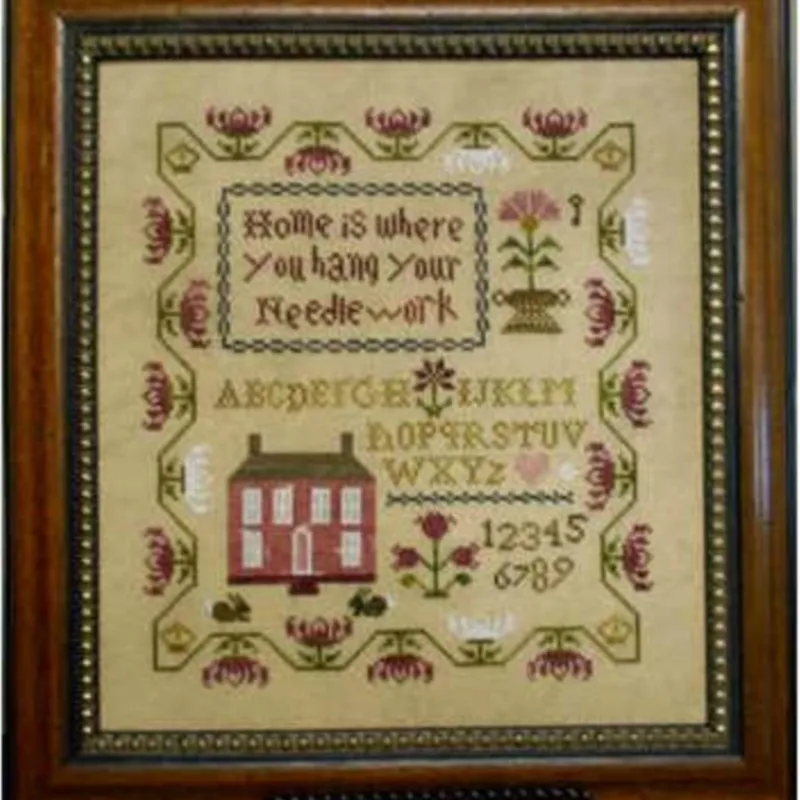 Home is where
You hang Your
Needlework
ABCDEFGH IJKLM
nOPqRSTUV
WXYZ
12345
6789